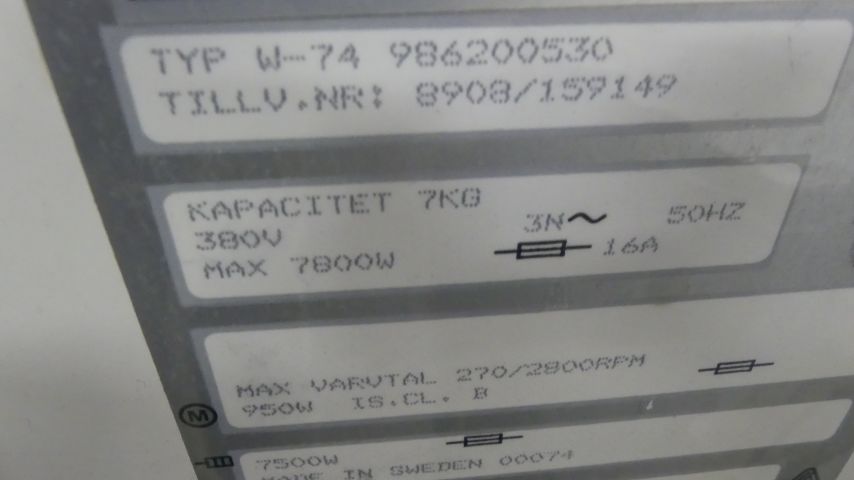 TYP W-74 986200530
TILLV.NR: 8908/159149
KAPACITET 7KG
380V 3N~ 50HZ
MAX 7800W 16A
MAX VARVTAL 270/2800RPM
M 950W IS.CL. B
7500W
MADE IN SWEDEN 00074